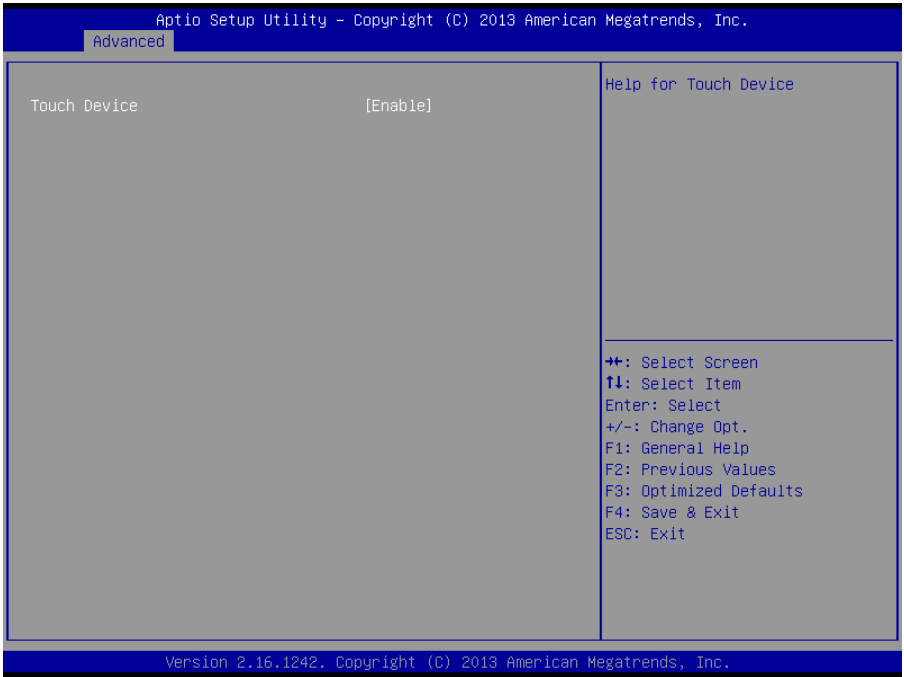 Aptio Setup Utility – Copyright (C) 2013 American Megatrends, Inc.
Advanced
Touch Device [Enable]
Help for Touch Device
→←: Select Screen
↑↓: Select Item
Enter: Select
+/-: Change Opt.
F1: General Help
F2: Previous Values
F3: Optimized Defaults
F4: Save & Exit
ESC: Exit
Version 2.16.1242. Copyright (C) 2013 American Megatrends, Inc.